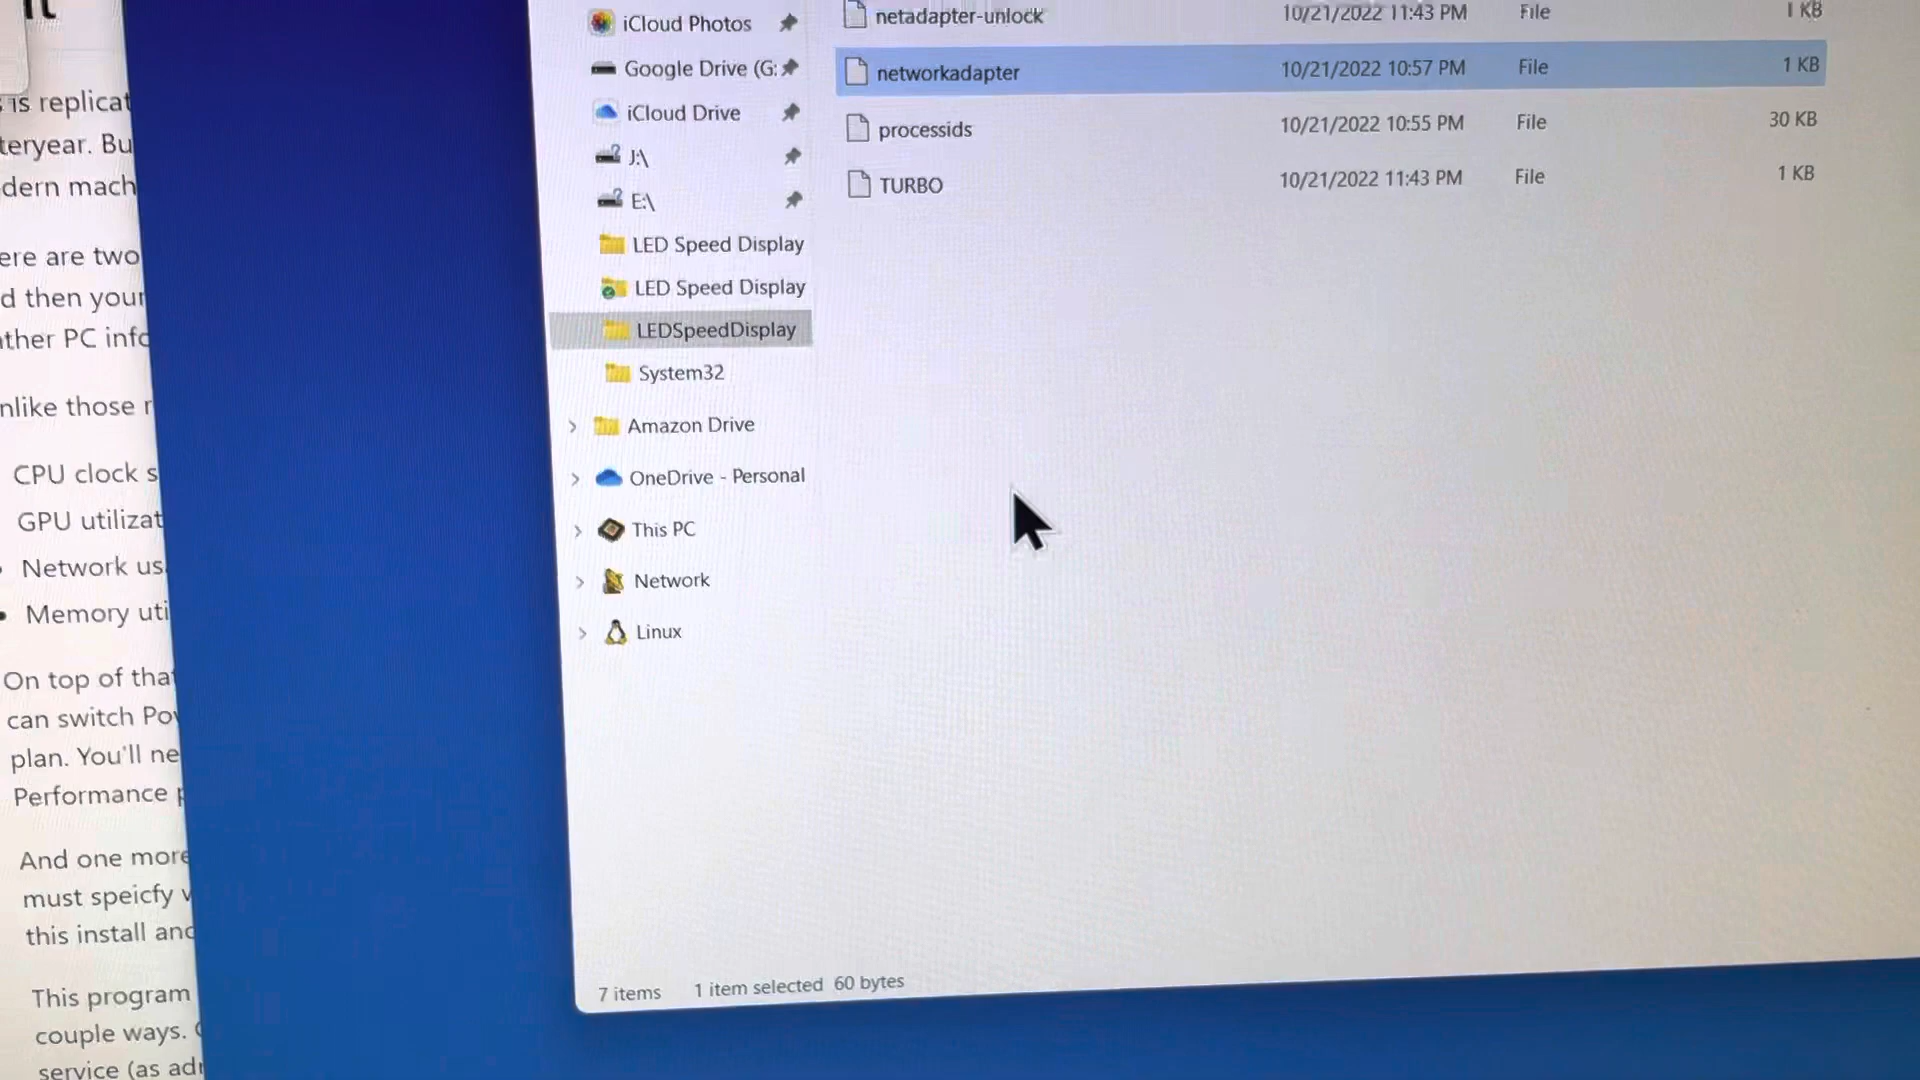 is replicat
teryear. Bu
dern mach
ere are two
d then your
ther PC info
nlike those r
CPU clock s
GPU utilizat
Network us
Memory uti
On top of that
can switch Pow
plan. You'll ne
Performance p
And one more
must speicfy v
this install and
This program
couple ways. C
service (as adr
iCloud Photos
Google Drive (G:
iCloud Drive
J:\
E:\
LED Speed Display
LED Speed Display
LEDSpeedDisplay
System32
Amazon Drive
OneDrive - Personal
This PC
Network
Linux
netadapter-unlock 10/21/2022 11:43 PM File 1 KB
networkadapter 10/21/2022 10:57 PM File 1 KB
processids 10/21/2022 10:55 PM File 30 KB
TURBO 10/21/2022 11:43 PM File 1 KB
7 items 1 item selected 60 bytes